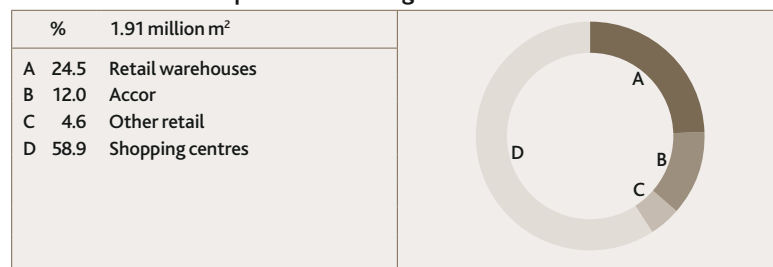 % 1.91 million m²
A 24.5 Retail warehouses
B 12.0 Accor
C 4.6 Other retail
D 58.9 Shopping centres
A
B
C
D